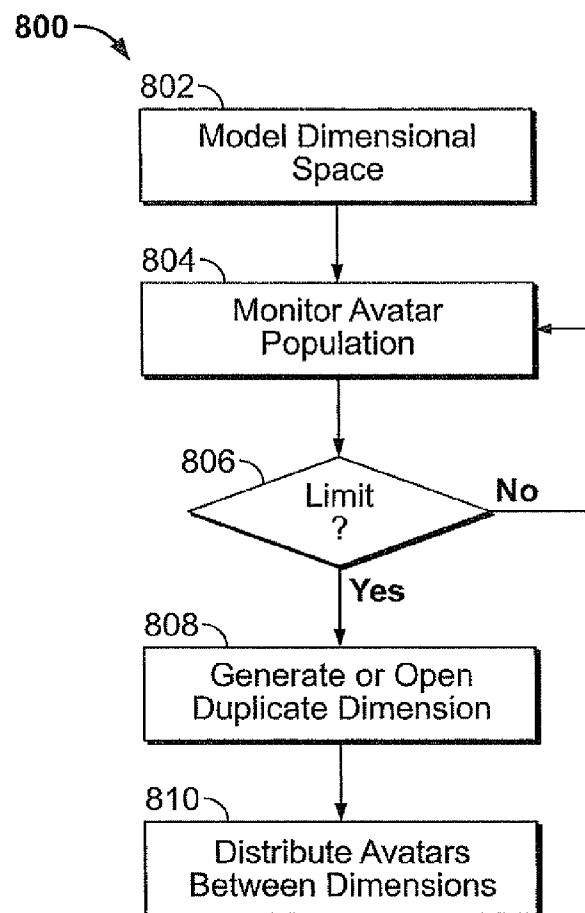 800
802
Model Dimensional
Space
804
Monitor Avatar
Population
806
Limit
?
No
Yes
808
Generate or Open
Duplicate Dimension
810
Distribute Avatars
Between Dimensions